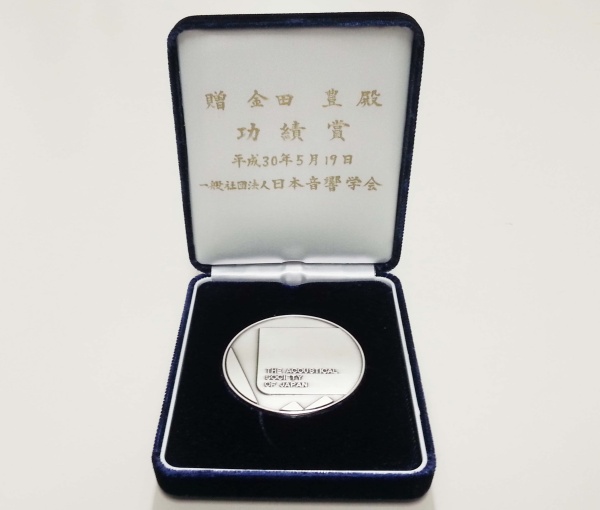 贈 金田 豊 殿
功績賞
平成30年5月19日
一般社団法人日本音響学会
THE ACOUSTICAL
SOCIETY
OF JAPAN